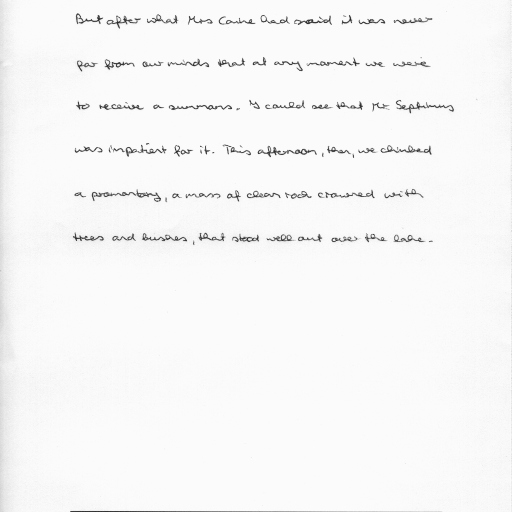 But after what Mrs Caine had said it was never
far from our minds that at any moment we were
to receive a summons. I could see that Mr. Septimus
was impatient for it. This afternoon, then, we climbed
a promontory, a mass of clean rock crowned with
trees and bushes, that stood well out over the lake.